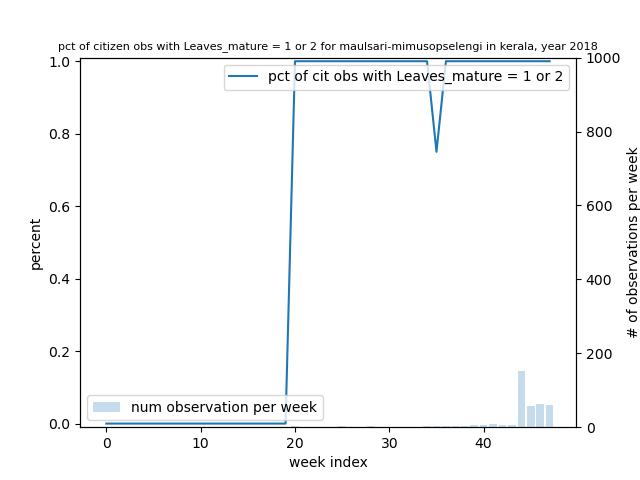 pct of citizen obs with Leaves_mature = 1 or 2 for maulsari-mimusopselengi in kerala, year 2018
pct of cit obs with Leaves_mature = 1 or 2
1.0
0.8
0.6
0.4
0.2
0.0
percent
1000
800
600
400
200
0
# of observations per week
num observation per week
0 10 20 30 40
week index